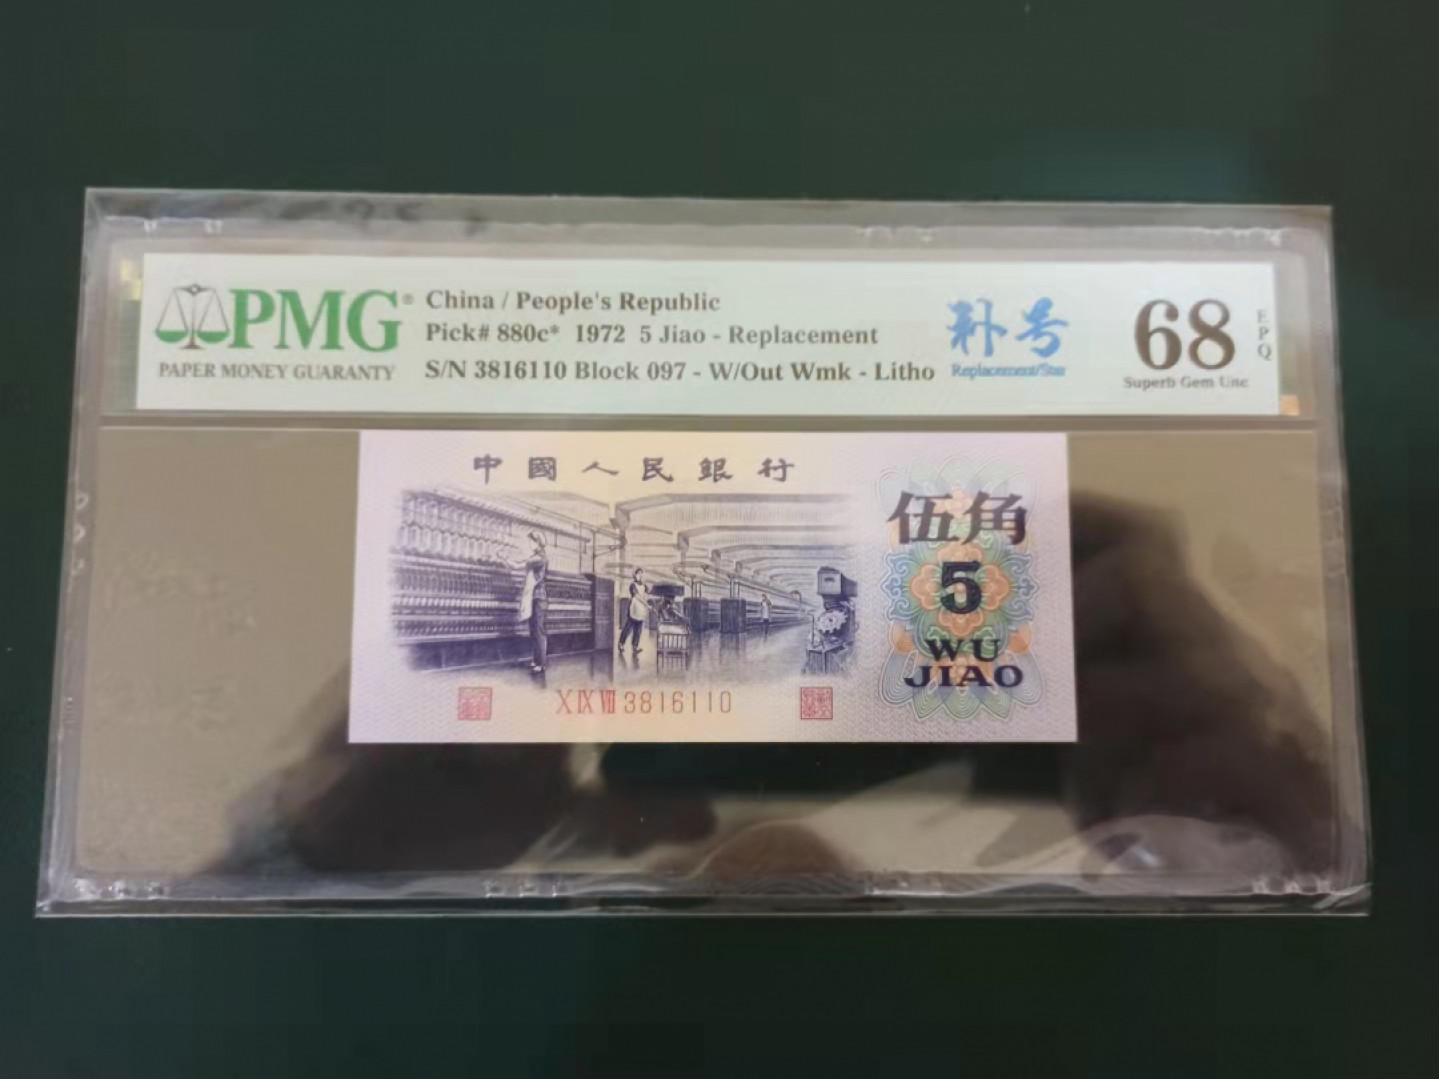 PMG®
PAPER MONEY GUARANTY
China / People's Republic
Pick# 880c* 1972 5 Jiao - Replacement
S/N 3816110 Block 097 - W/Out Wmk - Litho
补号
Replacement/Star
68
EPQ
Superb Gem Unc
中國人民銀行
伍角
5
WU
JIAO
X IX VII 3816110